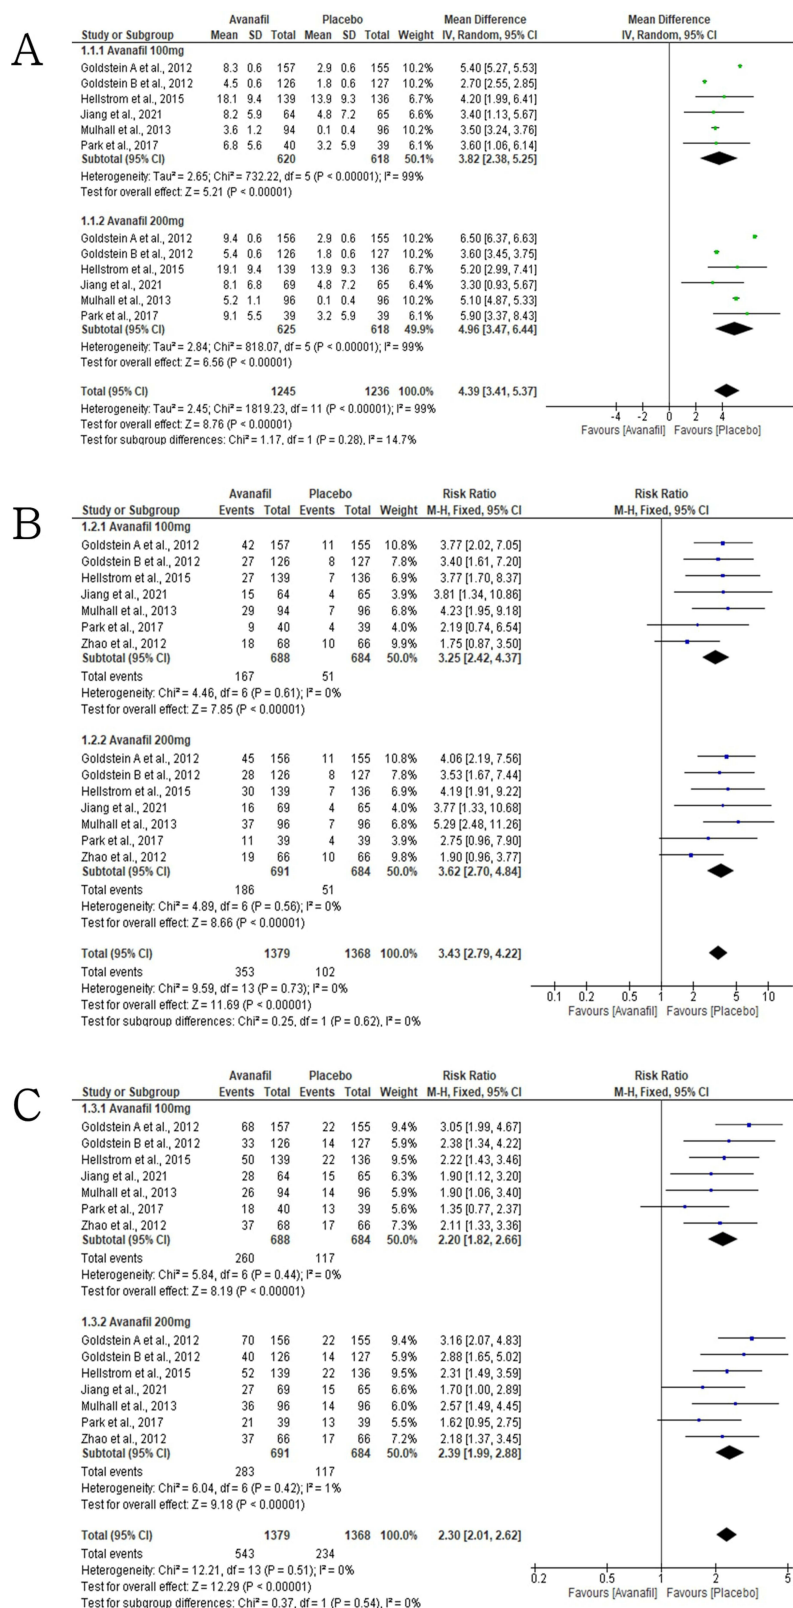 A
Avanafil Placebo Mean Difference Mean Difference
Study or Subgroup Mean SD Total Mean SD Total Weight IV, Random, 95% CI IV, Random, 95% CI
1.1.1 Avanafil 100mg
Goldstein A et al., 2012 8.3 0.6 157 2.9 0.6 155 10.2% 5.40 [5.27, 5.53]
Goldstein B et al., 2012 4.5 0.6 126 1.8 0.6 127 10.2% 2.70 [2.55, 2.85]
Hellstrom et al., 2015 18.1 9.4 139 13.9 9.3 136 6.7% 4.20 [1.99, 6.41]
Jiang et al., 2021 8.2 5.9 64 4.8 7.2 65 6.7% 3.40 [1.13, 5.67]
Mulhall et al., 2013 3.6 1.2 94 0.1 0.4 96 10.2% 3.50 [3.24, 3.76]
Park et al., 2017 6.8 5.6 40 3.2 5.9 39 6.1% 3.60 [1.06, 6.14]
Subtotal (95% CI) 620 618 50.1% 3.82 [2.38, 5.25]
Heterogeneity: Tau² = 2.65; Chi² = 732.22, df = 5 (P < 0.00001); I² = 99%
Test for overall effect: Z = 5.21 (P < 0.00001)
1.1.2 Avanafil 200mg
Goldstein A et al., 2012 9.4 0.6 156 2.9 0.6 155 10.2% 6.50 [6.37, 6.63]
Goldstein B et al., 2012 5.4 0.6 126 1.8 0.6 127 10.2% 3.60 [3.45, 3.75]
Hellstrom et al., 2015 19.1 9.4 139 13.9 9.3 136 6.7% 5.20 [2.99, 7.41]
Jiang et al., 2021 8.1 6.8 69 4.8 7.2 65 6.5% 3.30 [0.93, 5.67]
Mulhall et al., 2013 5.2 1.1 96 0.1 0.4 96 10.2% 5.10 [4.87, 5.33]
Park et al., 2017 9.1 5.5 39 3.2 5.9 39 6.1% 5.90 [3.37, 8.43]
Subtotal (95% CI) 625 618 49.9% 4.96 [3.47, 6.44]
Heterogeneity: Tau² = 2.84; Chi² = 818.07, df = 5 (P < 0.00001); I² = 99%
Test for overall effect: Z = 6.56 (P < 0.00001)
Total (95% CI) 1245 1236 100.0% 4.39 [3.41, 5.37]
Heterogeneity: Tau² = 2.45; Chi² = 1819.23, df = 11 (P < 0.00001); I² = 99%
Test for overall effect: Z = 8.76 (P < 0.00001)
Test for subgroup differences: Chi² = 1.17, df = 1 (P = 0.28), I² = 14.7%
-4 -2 0 2 4
Favours [Avanafil] Favours [Placebo]
B
Avanafil Placebo Risk Ratio Risk Ratio
Study or Subgroup Events Total Events Total Weight M-H, Fixed, 95% CI M-H, Fixed, 95% CI
1.2.1 Avanafil 100mg
Goldstein A et al., 2012 42 157 11 155 10.8% 3.77 [2.02, 7.05]
Goldstein B et al., 2012 27 126 8 127 7.8% 3.40 [1.61, 7.20]
Hellstrom et al., 2015 27 139 7 136 6.9% 3.77 [1.70, 8.37]
Jiang et al., 2021 15 64 4 65 3.9% 3.81 [1.34, 10.86]
Mulhall et al., 2013 29 94 7 96 6.8% 4.23 [1.95, 9.18]
Park et al., 2017 9 40 4 39 4.0% 2.19 [0.74, 6.54]
Zhao et al., 2012 18 68 10 66 9.9% 1.75 [0.87, 3.50]
Subtotal (95% CI) 688 684 50.0% 3.25 [2.42, 4.37]
Total events 167 51
Heterogeneity: Chi² = 4.46, df = 6 (P = 0.61); I² = 0%
Test for overall effect: Z = 7.85 (P < 0.00001)
1.2.2 Avanafil 200mg
Goldstein A et al., 2012 45 156 11 155 10.8% 4.06 [2.19, 7.56]
Goldstein B et al., 2012 28 126 8 127 7.8% 3.53 [1.67, 7.44]
Hellstrom et al., 2015 30 139 7 136 6.9% 4.19 [1.91, 9.22]
Jiang et al., 2021 16 69 4 65 4.0% 3.77 [1.33, 10.68]
Mulhall et al., 2013 37 96 7 96 6.8% 5.29 [2.48, 11.26]
Park et al., 2017 11 39 4 39 3.9% 2.75 [0.96, 7.90]
Zhao et al., 2012 19 66 10 66 9.8% 1.90 [0.96, 3.77]
Subtotal (95% CI) 691 684 50.0% 3.62 [2.70, 4.84]
Total events 186 51
Heterogeneity: Chi² = 4.89, df = 6 (P = 0.56); I² = 0%
Test for overall effect: Z = 8.66 (P < 0.00001)
Total (95% CI) 1379 1368 100.0% 3.43 [2.79, 4.22]
Total events 353 102
Heterogeneity: Chi² = 9.59, df = 13 (P = 0.73); I² = 0%
Test for overall effect: Z = 11.69 (P < 0.00001)
Test for subgroup differences: Chi² = 0.25, df = 1 (P = 0.62), I² = 0%
0.1 0.2 0.5 1 2 5 10
Favours [Avanafil] Favours [Placebo]
C
Avanafil Placebo Risk Ratio Risk Ratio
Study or Subgroup Events Total Events Total Weight M-H, Fixed, 95% CI M-H, Fixed, 95% CI
1.3.1 Avanafil 100mg
Goldstein A et al., 2012 68 157 22 155 9.4% 3.05 [1.99, 4.67]
Goldstein B et al., 2012 33 126 14 127 5.9% 2.38 [1.34, 4.22]
Hellstrom et al., 2015 50 139 22 136 9.5% 2.22 [1.43, 3.46]
Jiang et al., 2021 28 64 15 65 6.3% 1.90 [1.12, 3.20]
Mulhall et al., 2013 26 94 14 96 5.9% 1.90 [1.06, 3.40]
Park et al., 2017 18 40 13 39 5.6% 1.35 [0.77, 2.37]
Zhao et al., 2012 37 68 17 66 7.3% 2.11 [1.33, 3.36]
Subtotal (95% CI) 688 684 50.0% 2.20 [1.82, 2.66]
Total events 260 117
Heterogeneity: Chi² = 5.84, df = 6 (P = 0.44); I² = 0%
Test for overall effect: Z = 8.19 (P < 0.00001)
1.3.2 Avanafil 200mg
Goldstein A et al., 2012 70 156 22 155 9.4% 3.16 [2.07, 4.83]
Goldstein B et al., 2012 40 126 14 127 5.9% 2.88 [1.65, 5.02]
Hellstrom et al., 2015 52 139 22 136 9.5% 2.31 [1.49, 3.59]
Jiang et al., 2021 27 69 15 65 6.6% 1.70 [1.00, 2.89]
Mulhall et al., 2013 36 96 14 96 5.9% 2.57 [1.49, 4.45]
Park et al., 2017 21 39 13 39 5.5% 1.62 [0.95, 2.75]
Zhao et al., 2012 37 66 17 66 7.2% 2.18 [1.37, 3.45]
Subtotal (95% CI) 691 684 50.0% 2.39 [1.99, 2.88]
Total events 283 117
Heterogeneity: Chi² = 6.04, df = 6 (P = 0.42); I² = 1%
Test for overall effect: Z = 9.18 (P < 0.00001)
Total (95% CI) 1379 1368 100.0% 2.30 [2.01, 2.62]
Total events 543 234
Heterogeneity: Chi² = 12.21, df = 13 (P = 0.51); I² = 0%
Test for overall effect: Z = 12.29 (P < 0.00001)
Test for subgroup differences: Chi² = 0.37, df = 1 (P = 0.54), I² = 0%
0.2 0.5 1 2 5
Favours [Avanafil] Favours [Placebo]